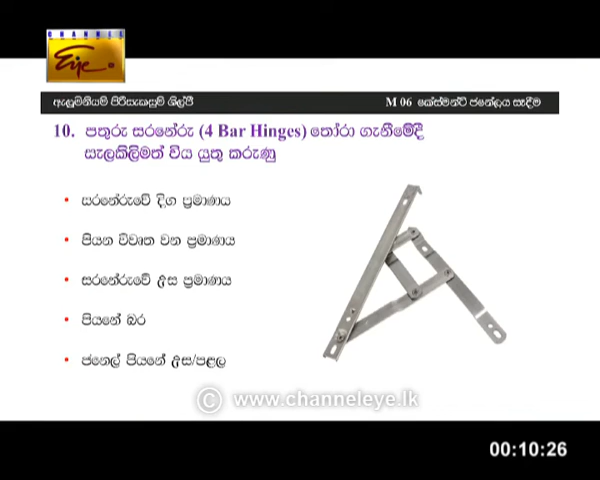 CHANNEL
Eye
ඇලුමිනියම් පිරිසැකසුම් ශිල්පී
M 06 කේස්මන්ට් ජනේලය සෑදීම
10. පතුරු සරනේරු (4 Bar Hinges) තෝරා ගැනීමේදී
සැලකිලිමත් විය යුතු කරුණු
• සරනේරුවේ දිග ප්‍රමාණය
• පියන විවෘත වන ප්‍රමාණය
• සරනේරුවේ උස ප්‍රමාණය
• පියනේ බර
• ජනෙල් පියනේ උස/පළල
© www.channeleye.lk
00:10:26